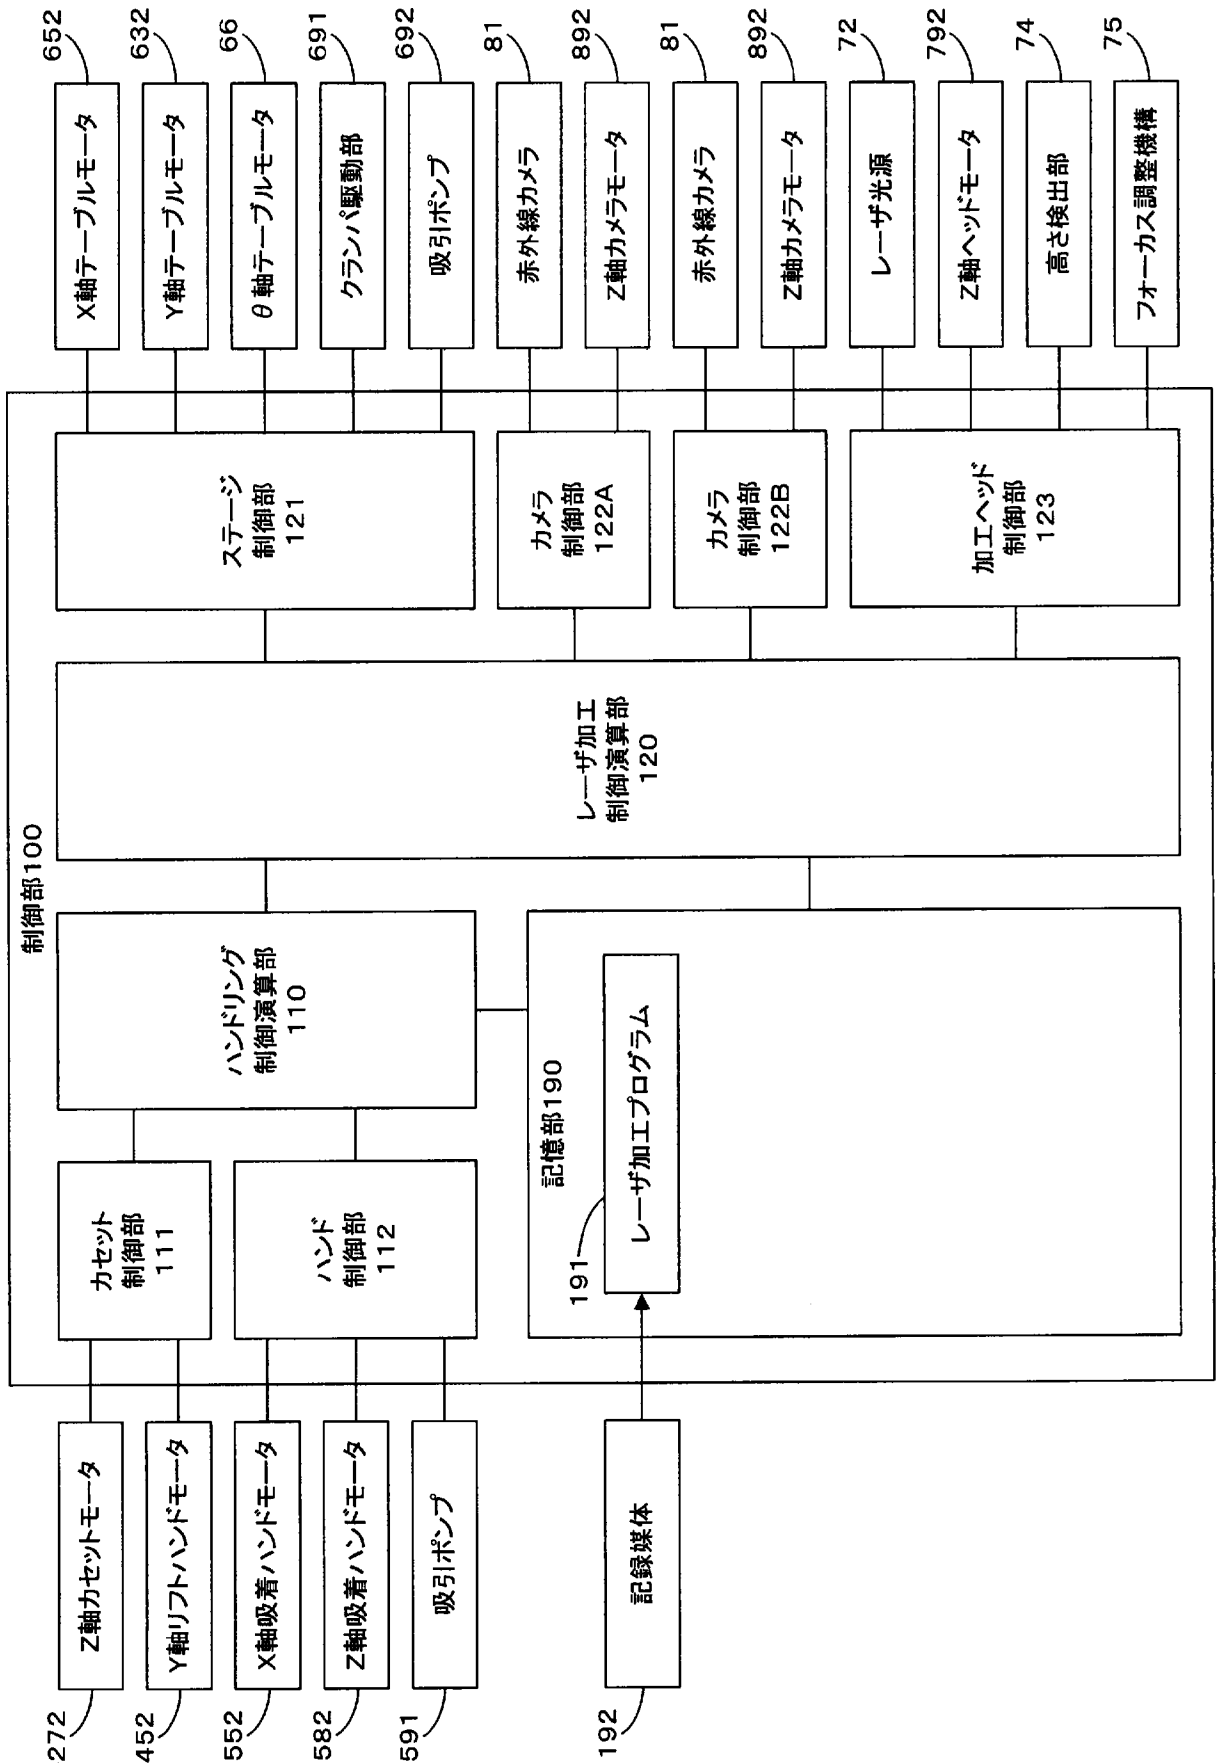 制御部100
272
Z軸カセットモータ
452
Y軸リフトハンドモータ
552
X軸吸着ハンドモータ
582
Z軸吸着ハンドモータ
591
吸引ポンプ
192
記録媒体
カセット
制御部
111
ハンド
制御部
112
ハンドリング
制御演算部
110
記憶部190
191
レーザ加工プログラム
レーザ加工
制御演算部
120
ステージ
制御部
121
カメラ
制御部
122A
カメラ
制御部
122B
加工ヘッド
制御部
123
X軸テーブルモータ
652
Y軸テーブルモータ
632
θ軸テーブルモータ
66
クランパ駆動部
691
吸引ポンプ
692
赤外線カメラ
81
Z軸カメラモータ
892
赤外線カメラ
81
Z軸カメラモータ
892
レーザ光源
72
Z軸ヘッドモータ
792
高さ検出部
74
フォーカス調整機構
75